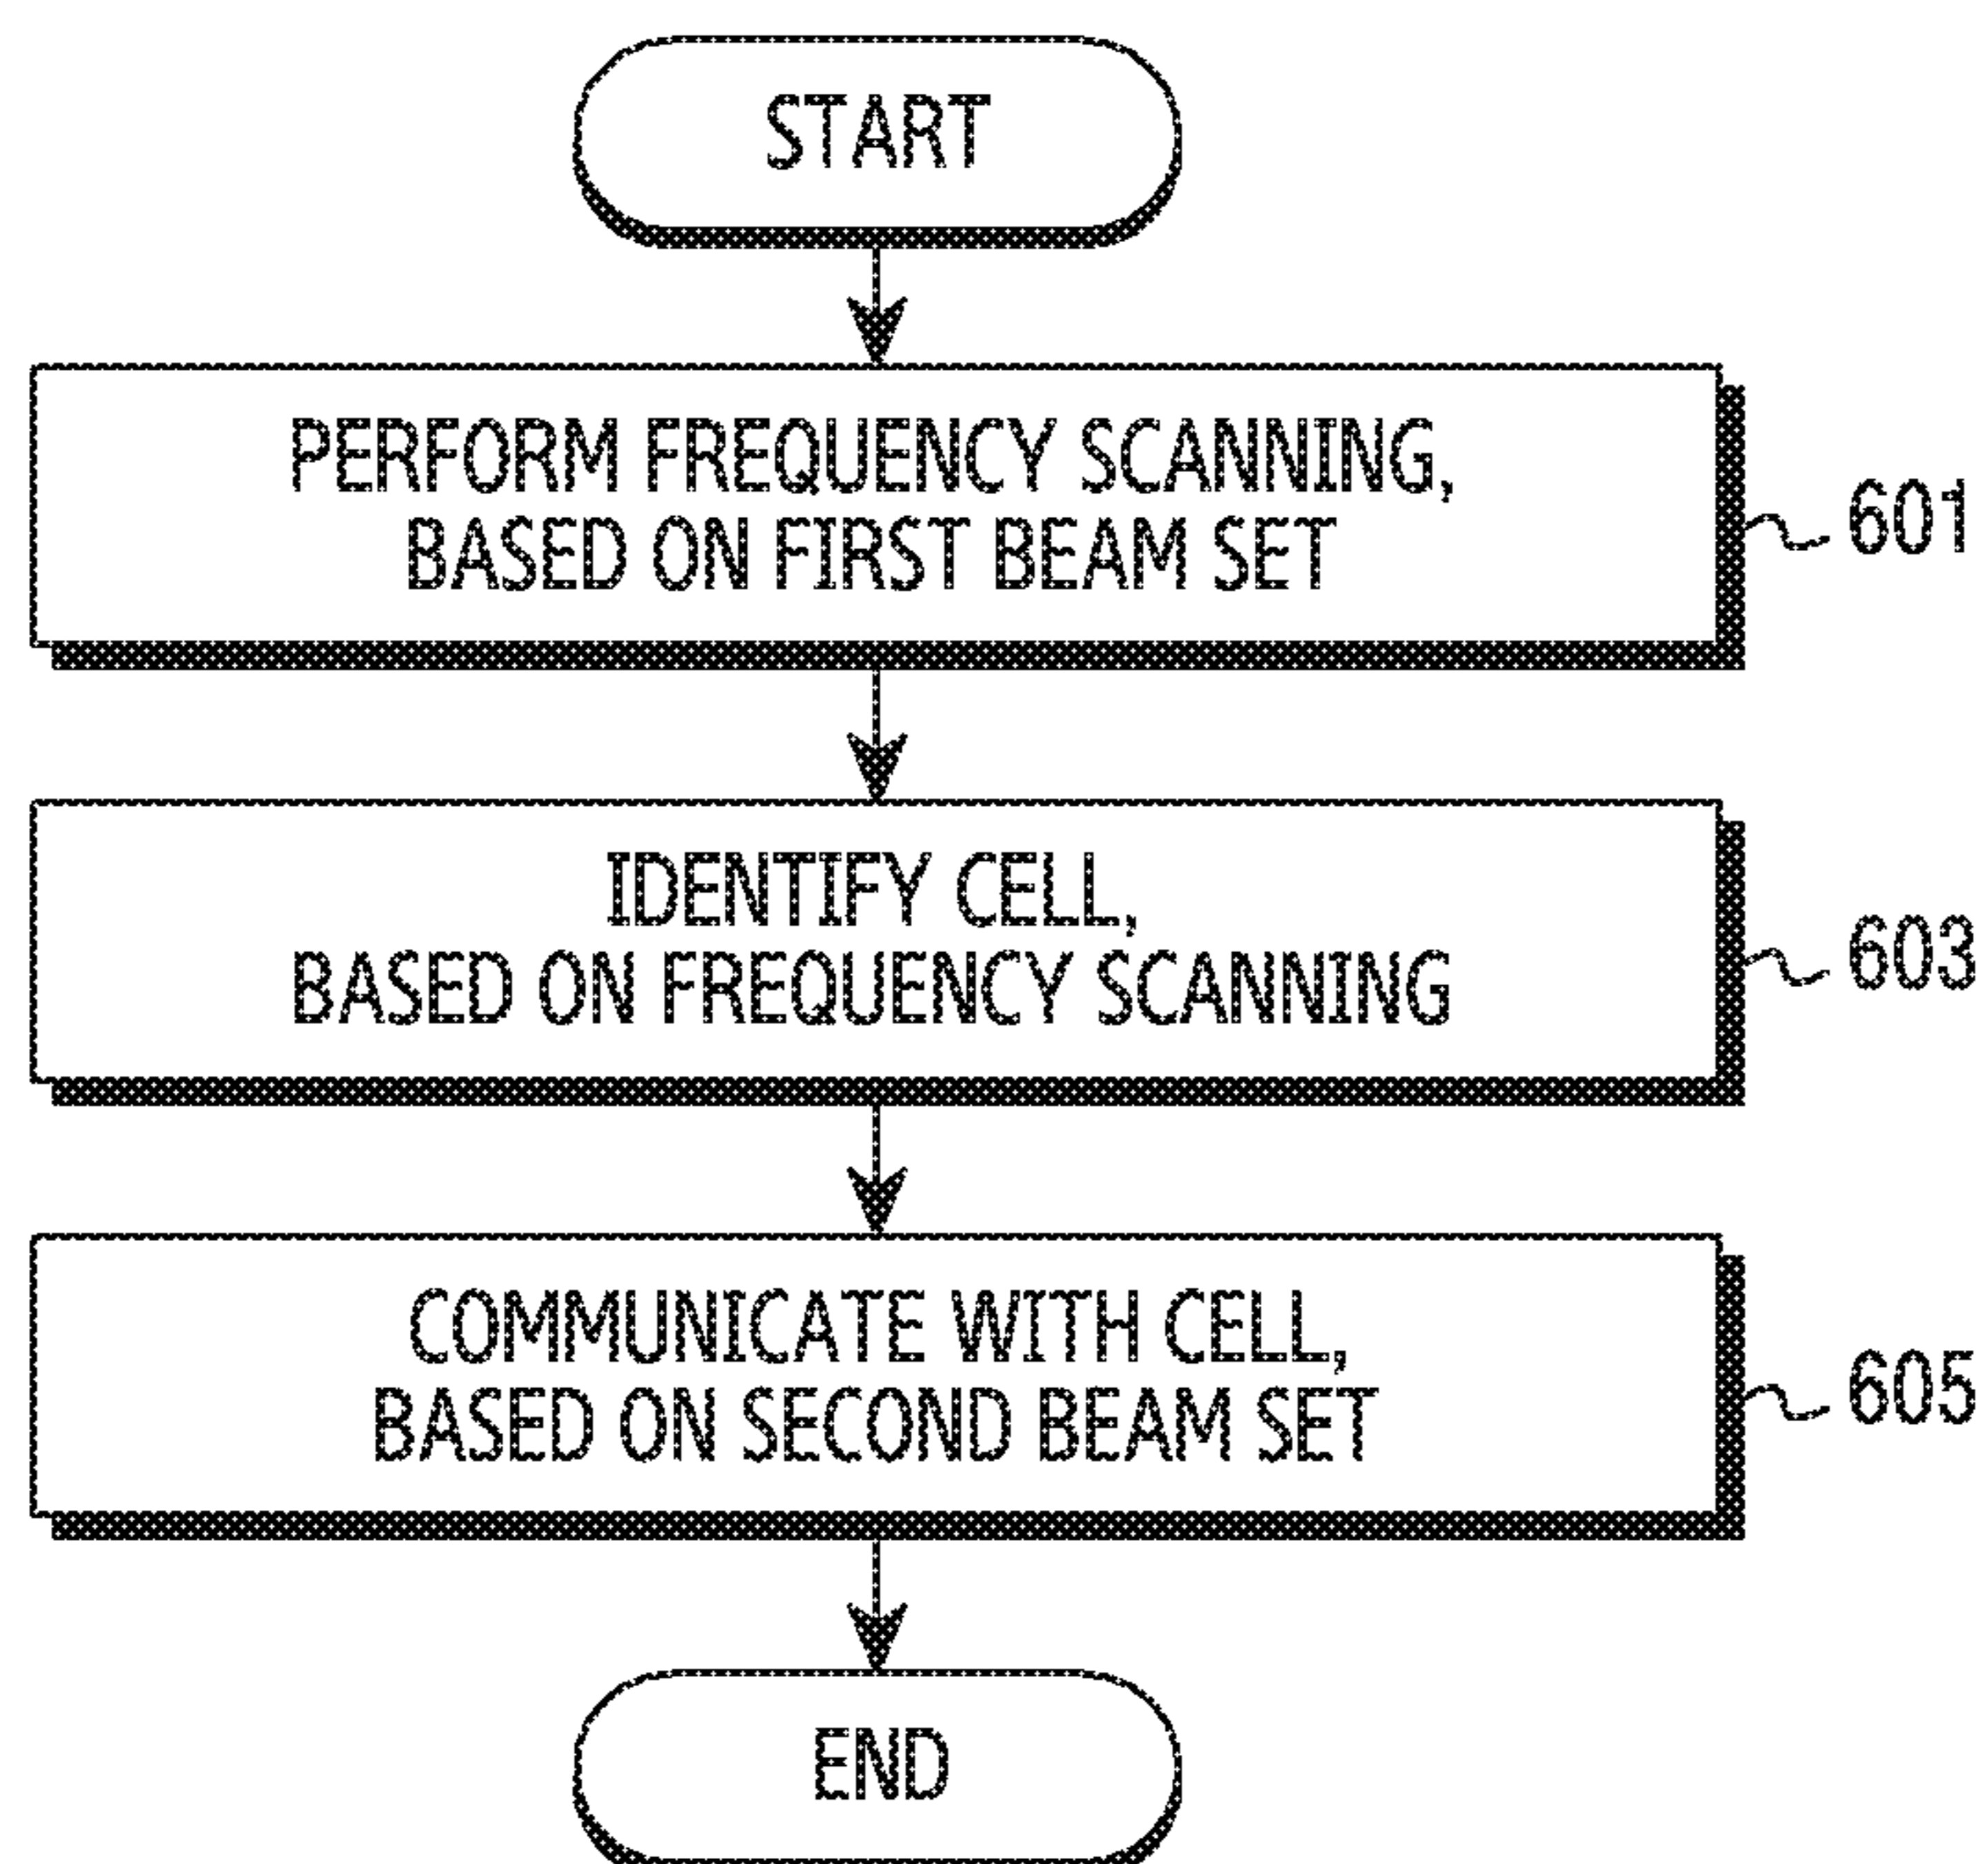 START
PERFORM FREQUENCY SCANNING,
BASED ON FIRST BEAM SET
601
IDENTIFY CELL,
BASED ON FREQUENCY SCANNING
603
COMMUNICATE WITH CELL,
BASED ON SECOND BEAM SET
605
END